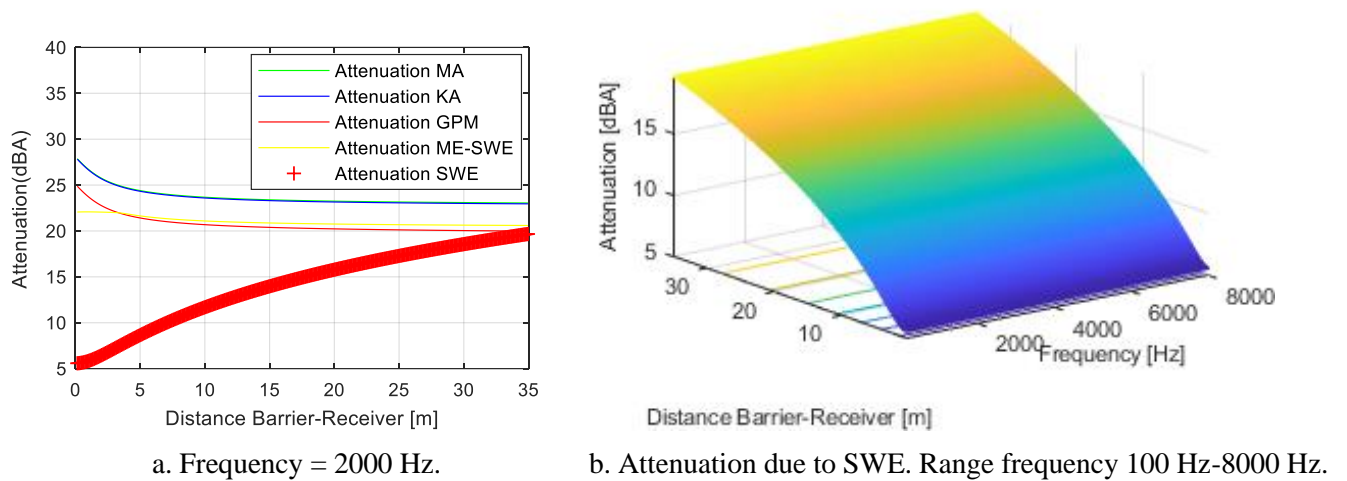 40
35
30
25
20
15
10
5
Attenuation(dBA)
Attenuation MA
Attenuation KA
Attenuation GPM
Attenuation ME-SWE
Attenuation SWE
0 5 10 15 20 25 30 35
Distance Barrier-Receiver [m]
a. Frequency = 2000 Hz.
Attenuation [dBA]
15
10
5
30
20
10
2000
4000
6000
8000
Frequency [Hz]
Distance Barrier-Receiver [m]
b. Attenuation due to SWE. Range frequency 100 Hz-8000 Hz.